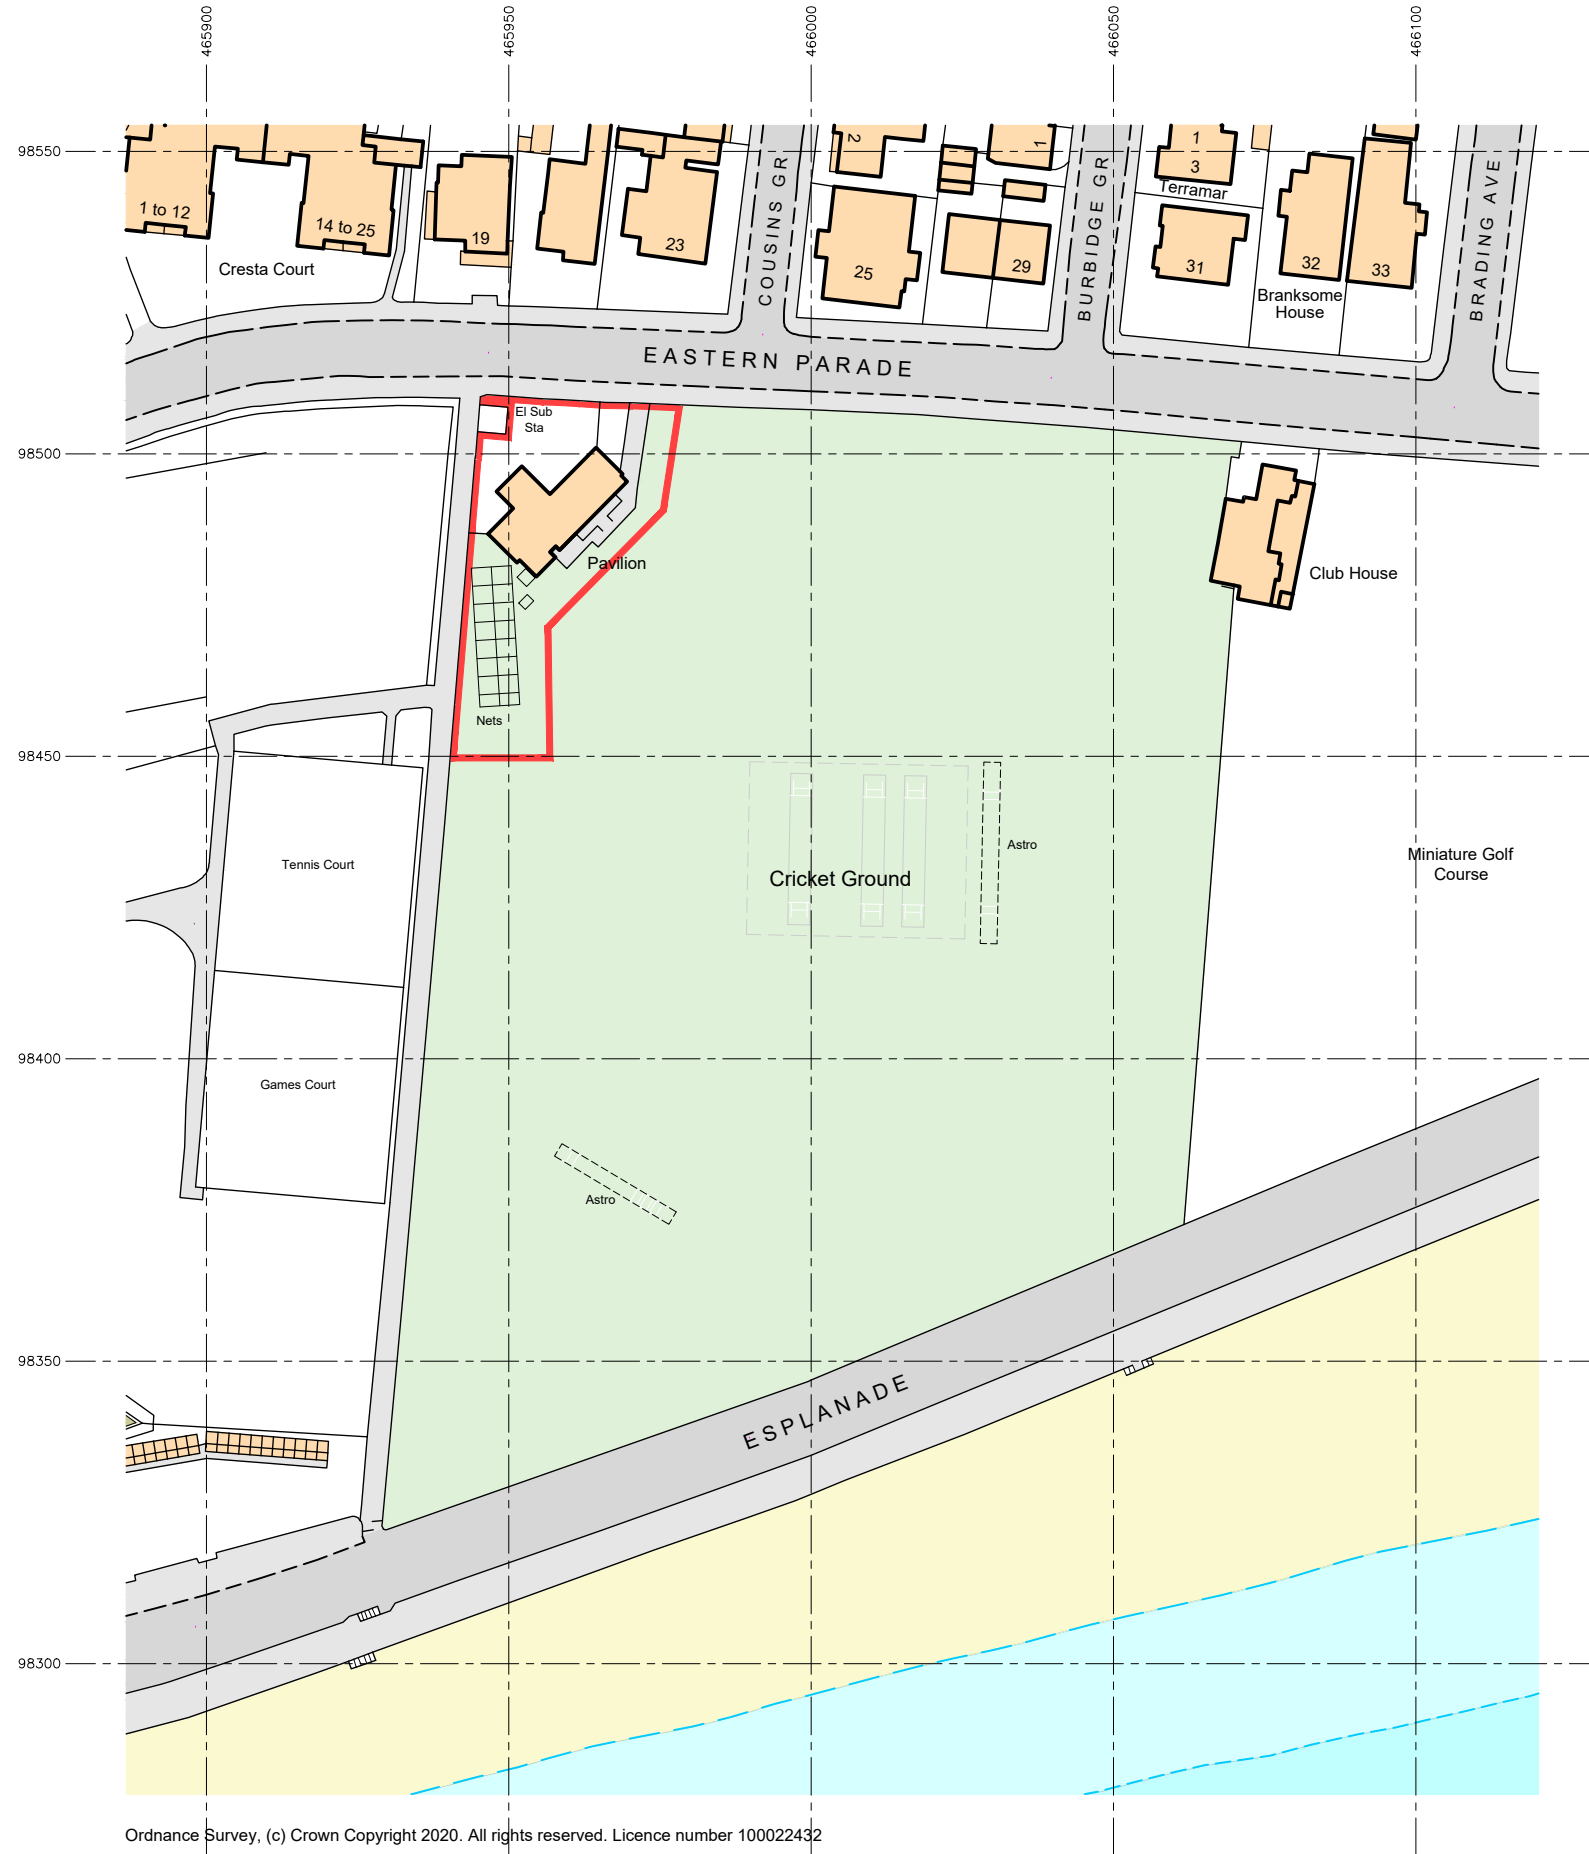 465900
465950
466000
466050
466100
98550
98500
98450
98400
98350
98300
1 to 12
14 to 25
Cresta Court
19
23
COUSINS GR
2
1
25
29
BURBIDGE GR
1
3
Terramar
31
32
33
Branksome
House
BRADING AVE
EASTERN PARADE
El Sub
Sta
Pavilion
Nets
Club House
Tennis Court
Cricket Ground
Astro
Miniature Golf
Course
Games Court
Astro
ESPLANADE
Ordnance Survey, (c) Crown Copyright 2020. All rights reserved. Licence number 100022432